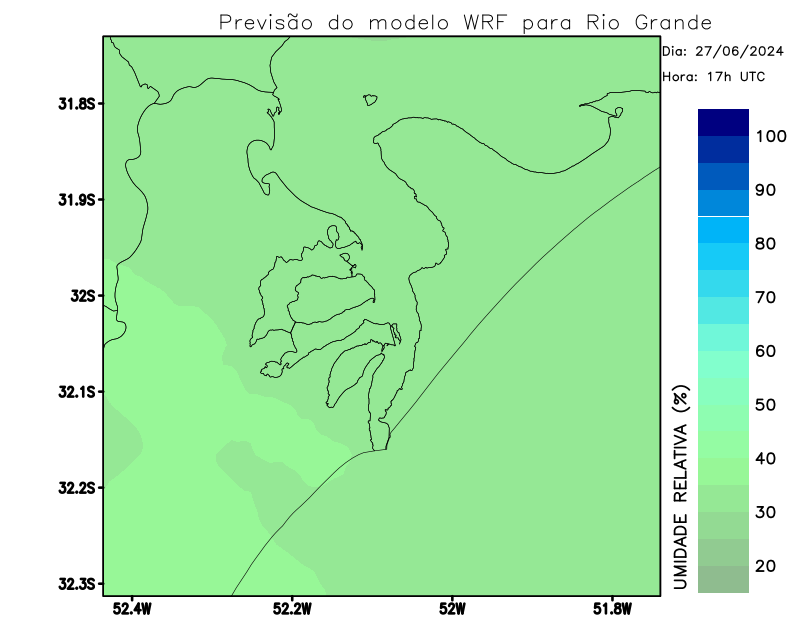 Previsão do modelo WRF para Rio Grande
Dia: 27/06/2024
Hora: 17h UTC
31.8S
31.9S
32S
32.1S
32.2S
32.3S
52.4W
52.2W
52W
51.8W
100
90
80
70
60
50
40
30
20
UMIDADE RELATIVA (%)